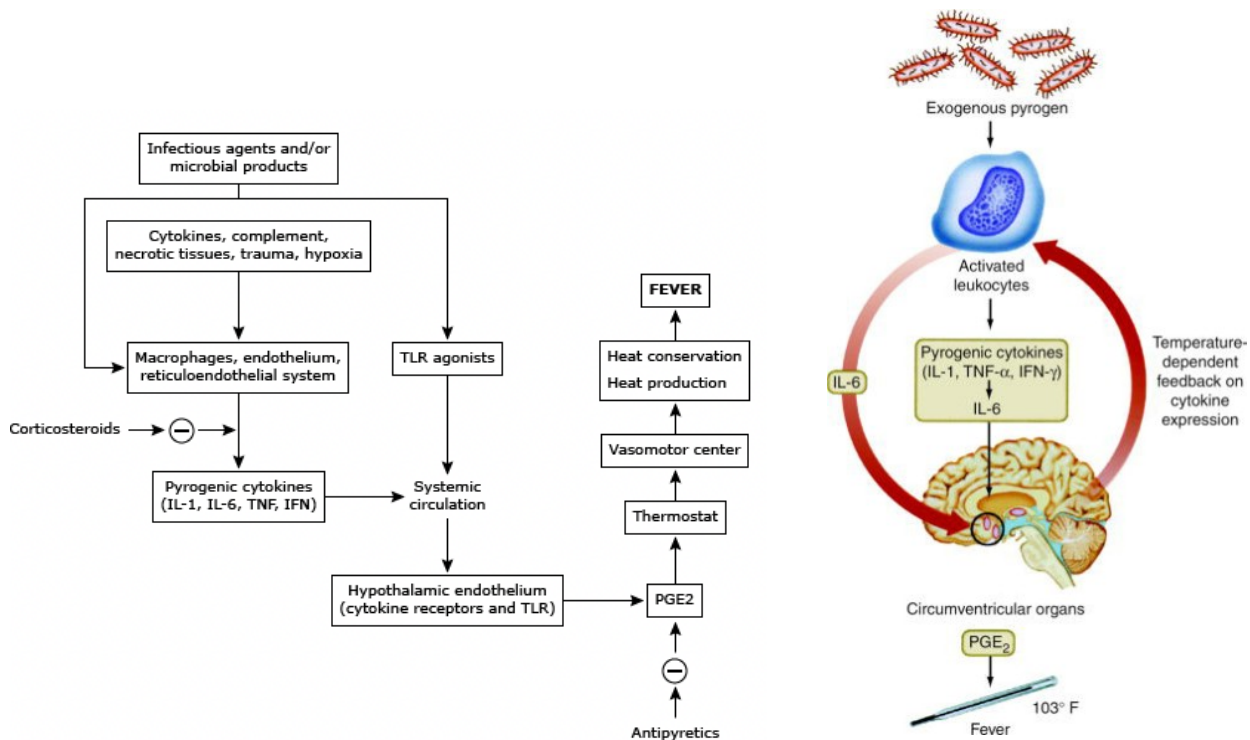 Infectious agents and/or
microbial products
Cytokines, complement,
necrotic tissues, trauma, hypoxia
Macrophages, endothelium,
reticuloendothelial system
TLR agonists
Corticosteroids
Pyrogenic cytokines
(IL-1, IL-6, TNF, IFN)
Systemic
circulation
Hypothalamic endothelium
(cytokine receptors and TLR)
FEVER
Heat conservation
Heat production
Vasomotor center
Thermostat
PGE2
Antipyretics
Exogenous pyrogen
Activated
leukocytes
Pyrogenic cytokines
(IL-1, TNF-α, IFN-γ)
IL-6
IL-6
Temperature-
dependent
feedback on
cytokine
expression
Circumventricular organs
PGE₂
103° F
Fever